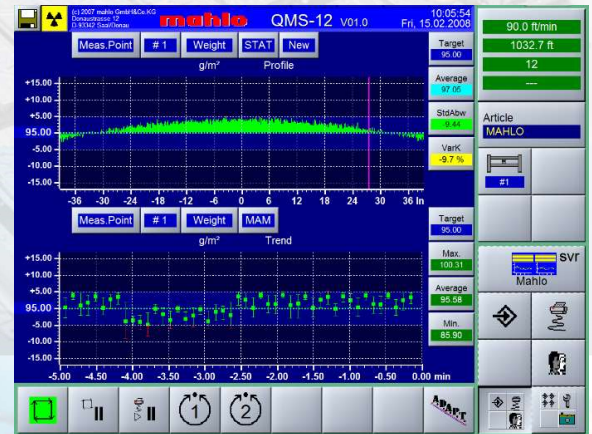 (c) 2007 mahlo GmbH&Co.KG
Donaustrasse 12
D.93342 Saal/Donau
mahlo
QMS-12 V01.0
10:05:54
Fri, 15.02.2008
Meas.Point # 1 Weight STAT New
g/m² Profile
+15.00
+10.00
+5.00
95.00
-5.00
-10.00
-15.00
-36 -30 -24 -18 -12 -6 0 6 12 18 24 30 36 In
Target
95.00
Average
97.05
StdAbw
-9.44
VarK
-9.7 %
Meas.Point # 1 Weight MAM
g/m² Trend
+15.00
+10.00
+5.00
95.00
-5.00
-10.00
-15.00
-5.00 -4.50 -4.00 -3.50 -3.00 -2.50 -2.00 -1.50 -1.00 -0.50 0.00 min
Target
95.00
Max.
100.31
Average
95.58
Min.
85.90
90.0 ft/min
1032.7 ft
12
---
Article
MAHLO
#1
svr
Mahlo
1
2
APART